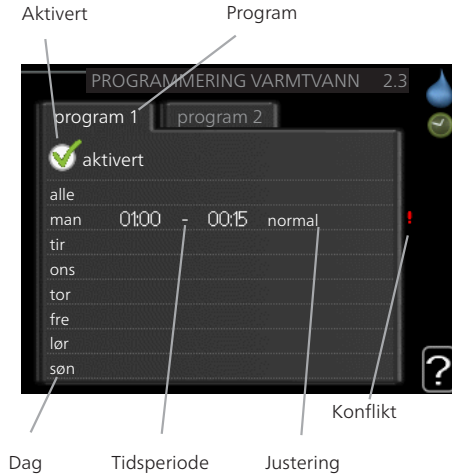 Aktivert Program
PROGRAMMERING VARMTVANN 2.3
program 1 program 2
aktivert
alle
man 01:00 - 00:15 normal !
tir
ons
tor
fre
lør
søn
?
Konflikt
Dag Tidsperiode Justering